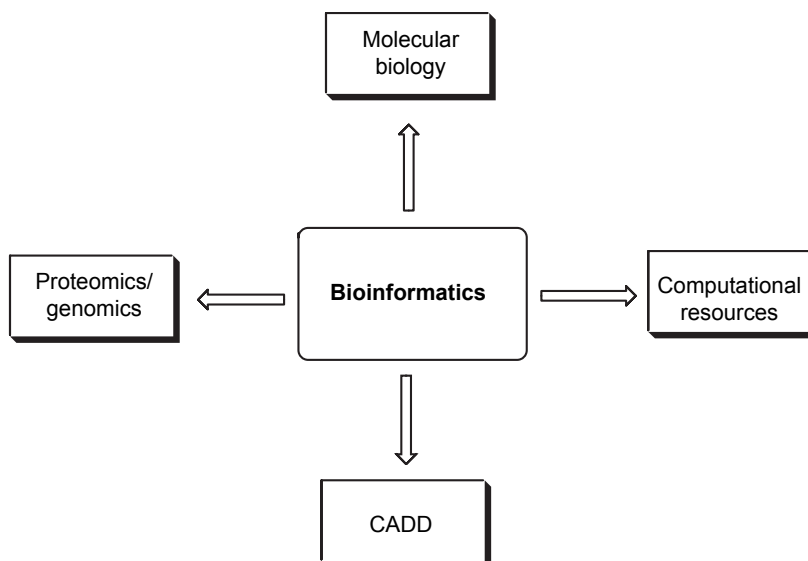 Molecular
biology
Proteomics/
genomics
Bioinformatics
Computational
resources
CADD